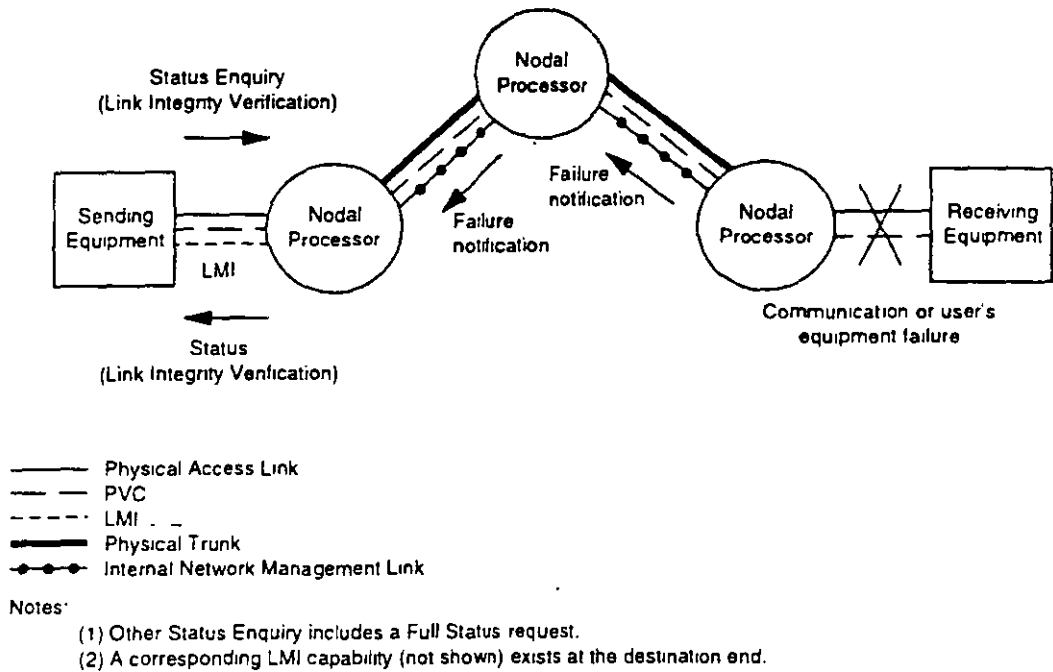 Nodal
Processor
Status Enquiry
(Link Integrity Verification)
Sending
Equipment
LMI
Nodal
Processor
Failure
notification
Failure
notification
Nodal
Processor
Receiving
Equipment
Communication or user's
equipment failure
Status
(Link Integrity Verification)
Physical Access Link
PVC
LMI
Physical Trunk
Internal Network Management Link
Notes:
(1) Other Status Enquiry includes a Full Status request.
(2) A corresponding LMI capability (not shown) exists at the destination end.